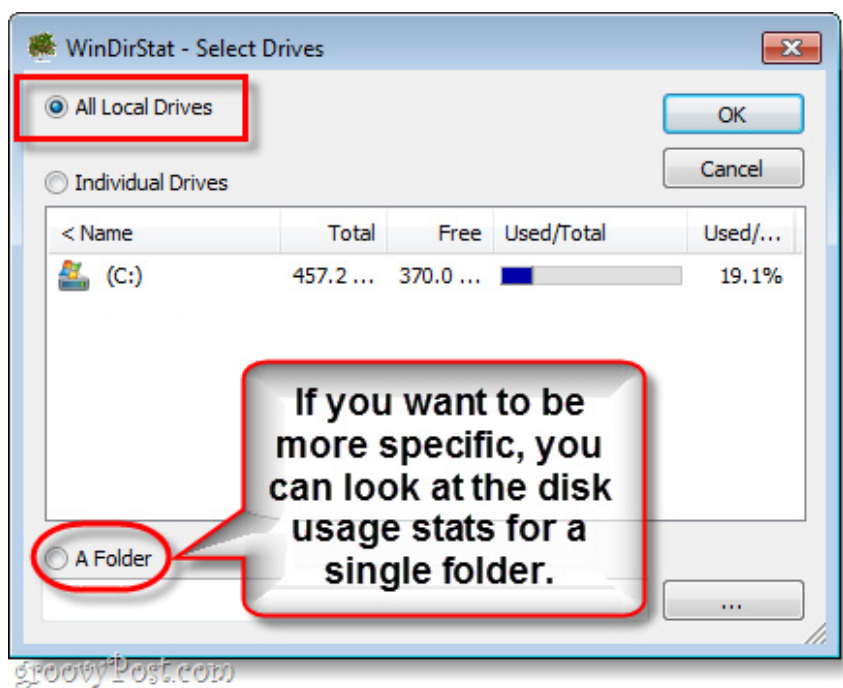 WinDirStat - Select Drives
All Local Drives
OK
Cancel
Individual Drives
< Name Total Free Used/Total Used/...
(C:) 457.2 ... 370.0 ... 19.1%
If you want to be
more specific, you
can look at the disk
usage stats for a
single folder.
A Folder
...
groovyPost.com